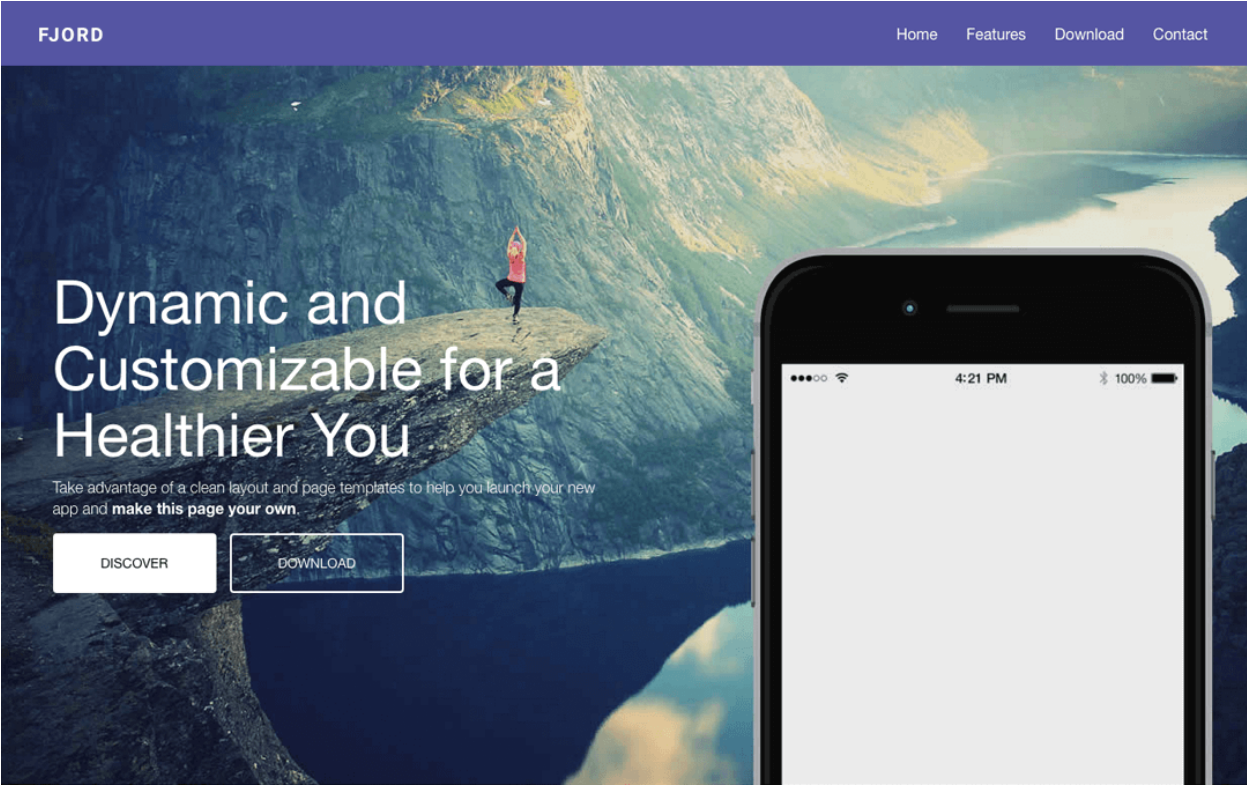 FJORD
Home Features Download Contact
Dynamic and
Customizable for a
Healthier You
Take advantage of a clean layout and page templates to help you launch your new
app and make this page your own.
DISCOVER DOWNLOAD
4:21 PM 100%